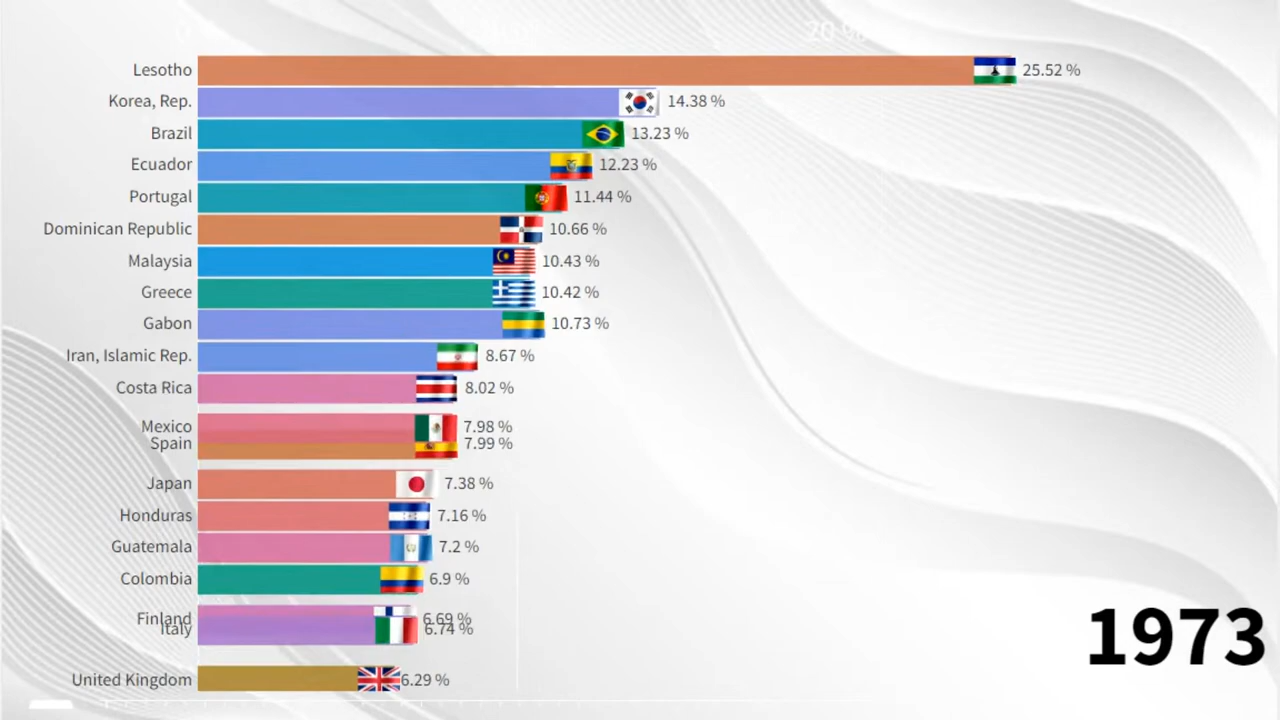 20 %
Lesotho 25.52 %
Korea, Rep. 14.38 %
Brazil 13.23 %
Ecuador 12.23 %
Portugal 11.44 %
Dominican Republic 10.66 %
Malaysia 10.43 %
Greece 10.42 %
Gabon 10.73 %
Iran, Islamic Rep. 8.67 %
Costa Rica 8.02 %
Mexico 7.98 %
Spain 7.99 %
Japan 7.38 %
Honduras 7.16 %
Guatemala 7.2 %
Colombia 6.9 %
Finland 6.69 %
Italy 6.74 %
United Kingdom 6.29 %
1973